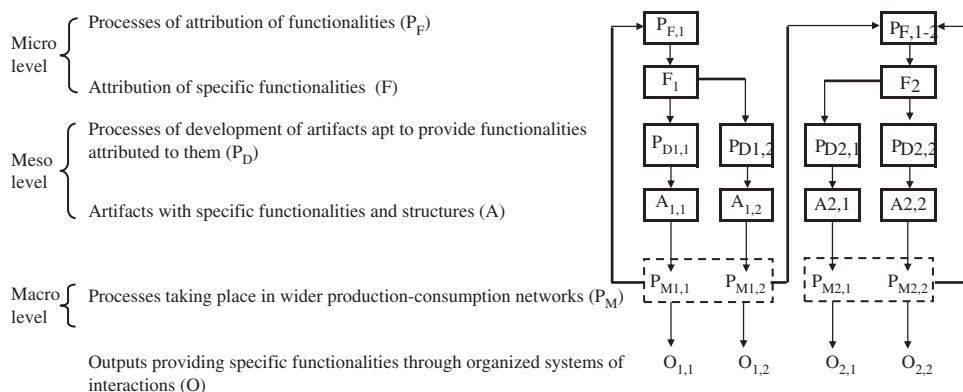 Micro
level
Processes of attribution of functionalities (P_F)
Attribution of specific functionalities (F)
Meso
level
Processes of development of artifacts apt to provide functionalities
attributed to them (P_D)
Artifacts with specific functionalities and structures (A)
Macro
level
Processes taking place in wider production-consumption networks (P_M)
Outputs providing specific functionalities through organized systems of
interactions (O)
P_F,1
P_F,1-2
F_1
F2
P_D1,1
P_D1,2
P_D2,1
P_D2,2
A_1,1
A_1,2
A2,1
A2,2
P_M1,1
P_M1,2
P_M2,1
P_M2,2
O_1,1
O_1,2
O_2,1
O_2,2